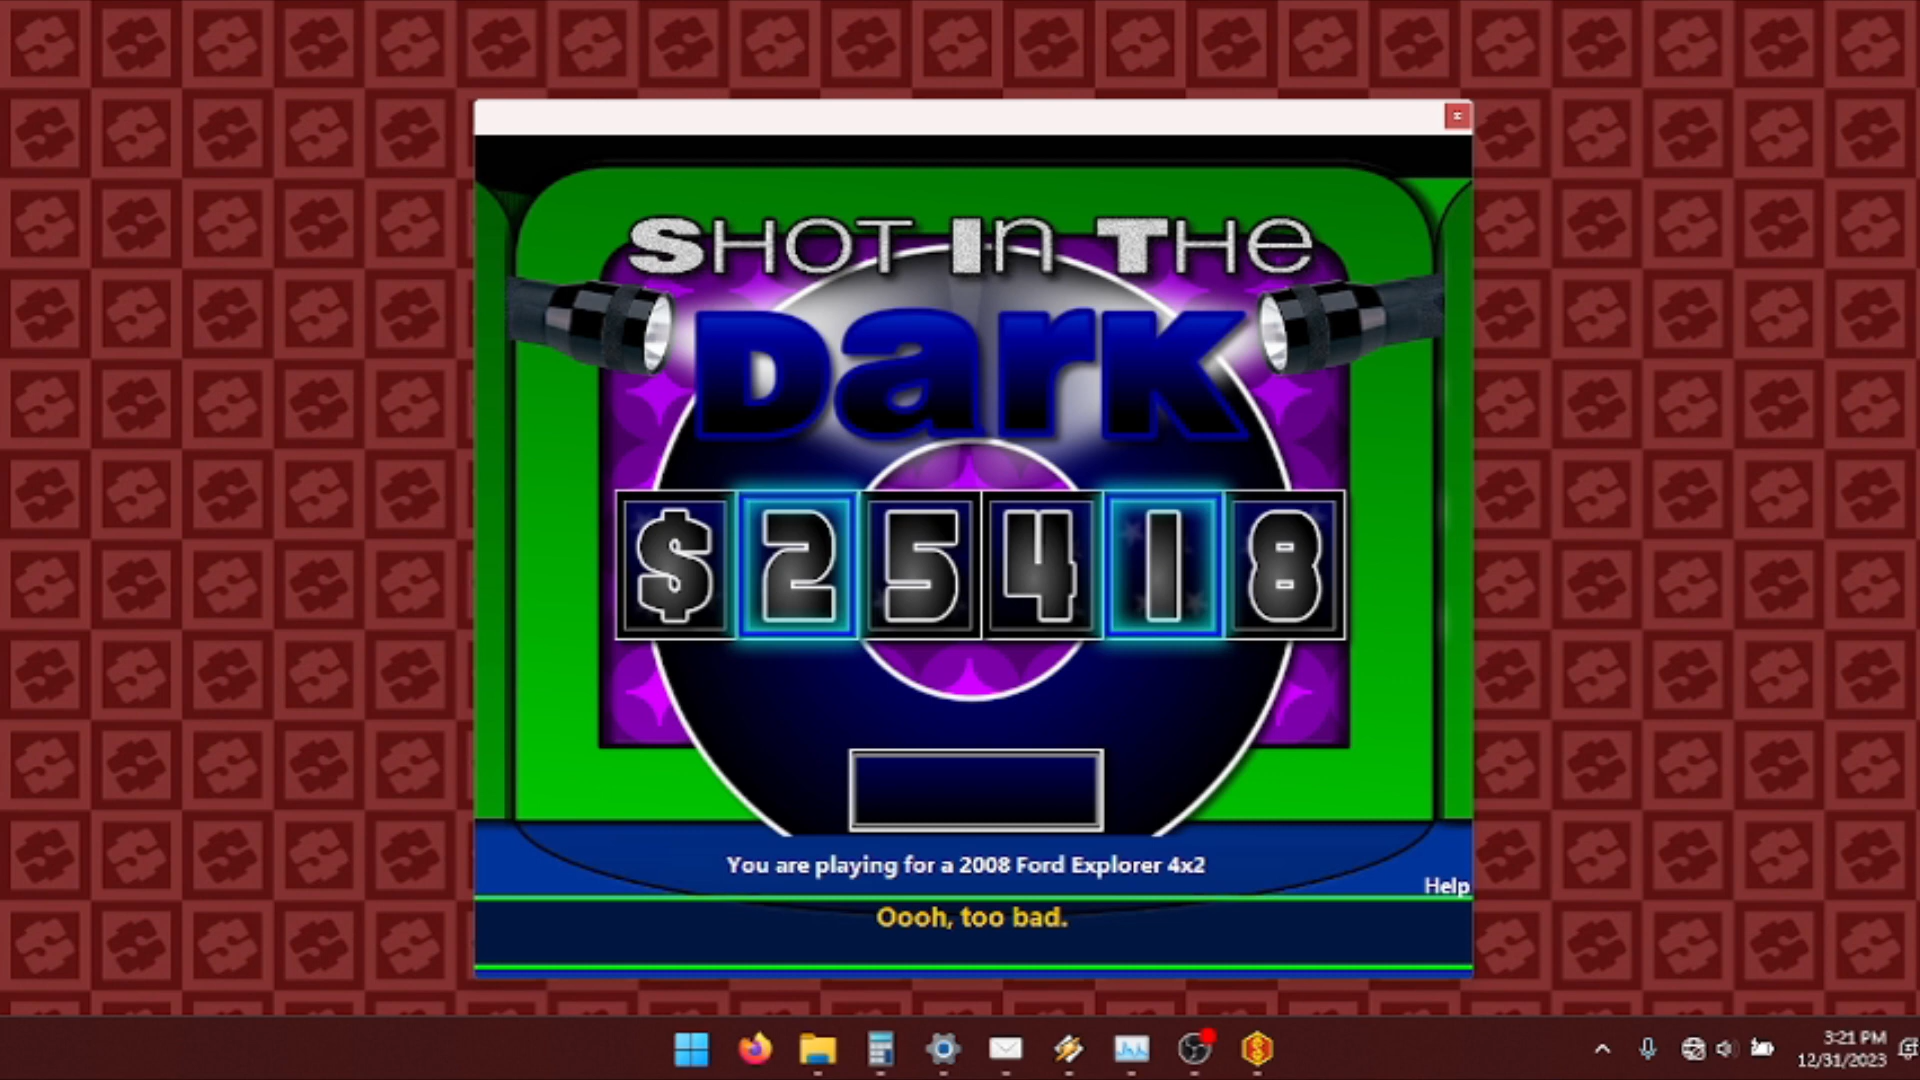 SHOT In THe
DarK
$25418
You are playing for a 2008 Ford Explorer 4x2
Help
Oooh, too bad.
3:21 PM
12/31/2023